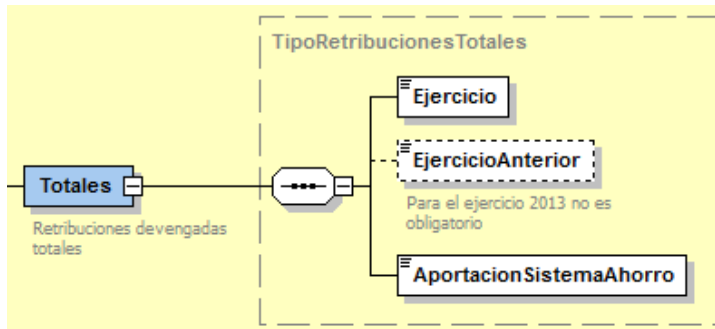 TipoRetribucionesTotales
Ejercicio
EjercicioAnterior
Para el ejercicio 2013 no es
obligatorio
Totales
Retribuciones devengadas
totales
AportacionSistemaAhorro